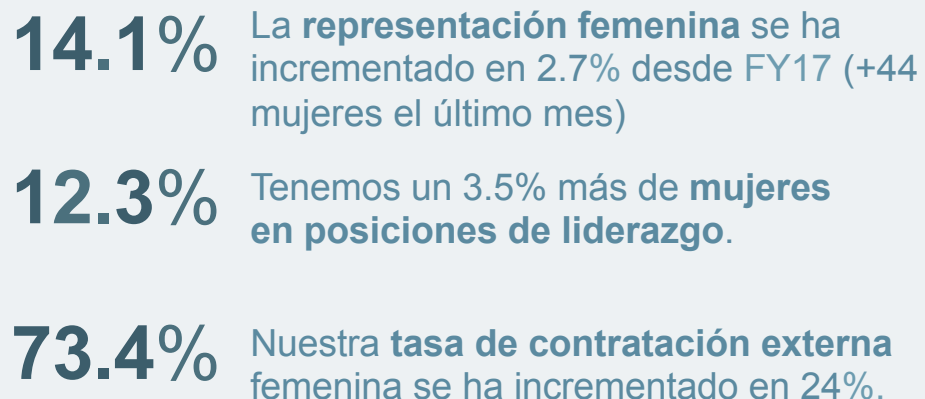 14.1% La representación femenina se ha
incrementado en 2.7% desde FY17 (+44
mujeres el último mes)
12.3% Tenemos un 3.5% más de mujeres
en posiciones de liderazgo.
73.4% Nuestra tasa de contratación externa
femenina se ha incrementado en 24%.